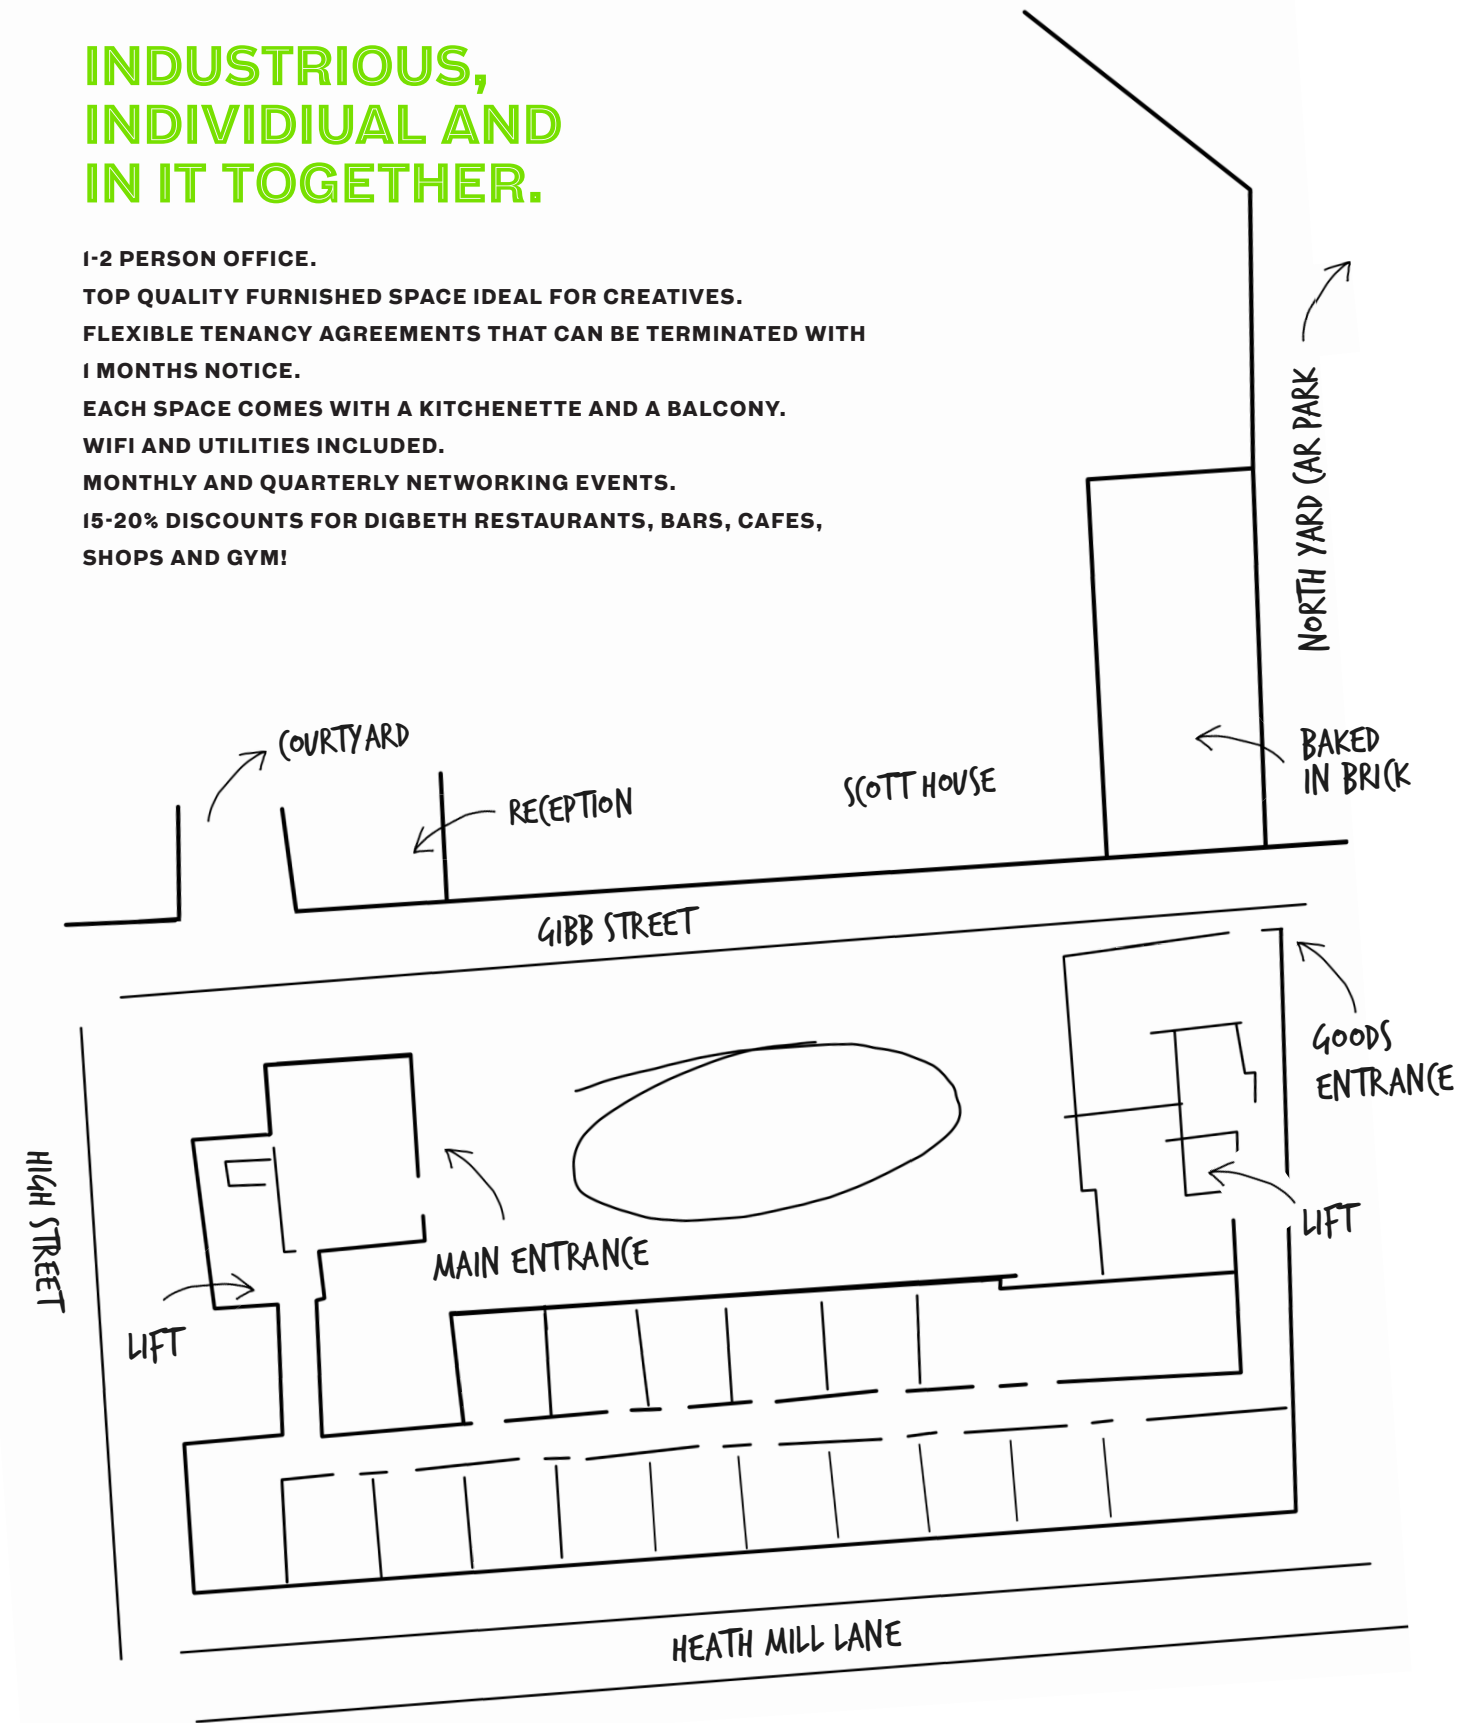 INDUSTRIOUS,
INDIVIDIUAL AND
IN IT TOGETHER.
1-2 PERSON OFFICE.
TOP QUALITY FURNISHED SPACE IDEAL FOR CREATIVES.
FLEXIBLE TENANCY AGREEMENTS THAT CAN BE TERMINATED WITH
1 MONTHS NOTICE.
EACH SPACE COMES WITH A KITCHENETTE AND A BALCONY.
WIFI AND UTILITIES INCLUDED.
MONTHLY AND QUARTERLY NETWORKING EVENTS.
15-20% DISCOUNTS FOR DIGBETH RESTAURANTS, BARS, CAFES,
SHOPS AND GYM!
NORTH YARD CAR PARK
COURTYARD
RECEPTION
SCOTT HOUSE
BAKED
IN BRICK
GIBB STREET
GOODS
ENTRANCE
HIGH STREET
MAIN ENTRANCE
LIFT
LIFT
HEATH MILL LANE